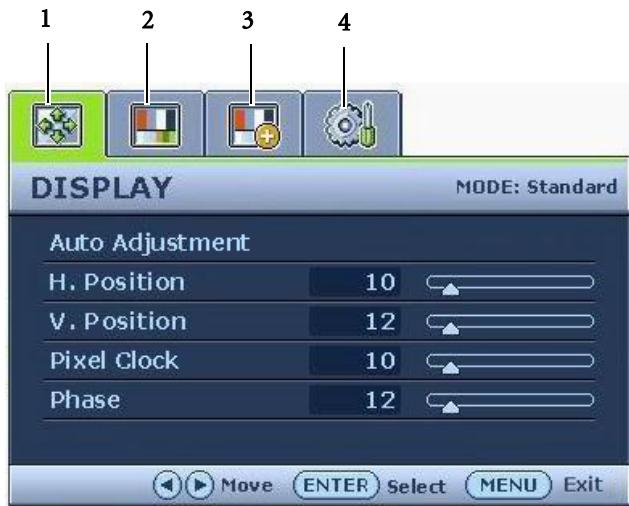 1 2 3 4
DISPLAY MODE: Standard
Auto Adjustment
H. Position 10
V. Position 12
Pixel Clock 10
Phase 12
Move ENTER Select MENU Exit